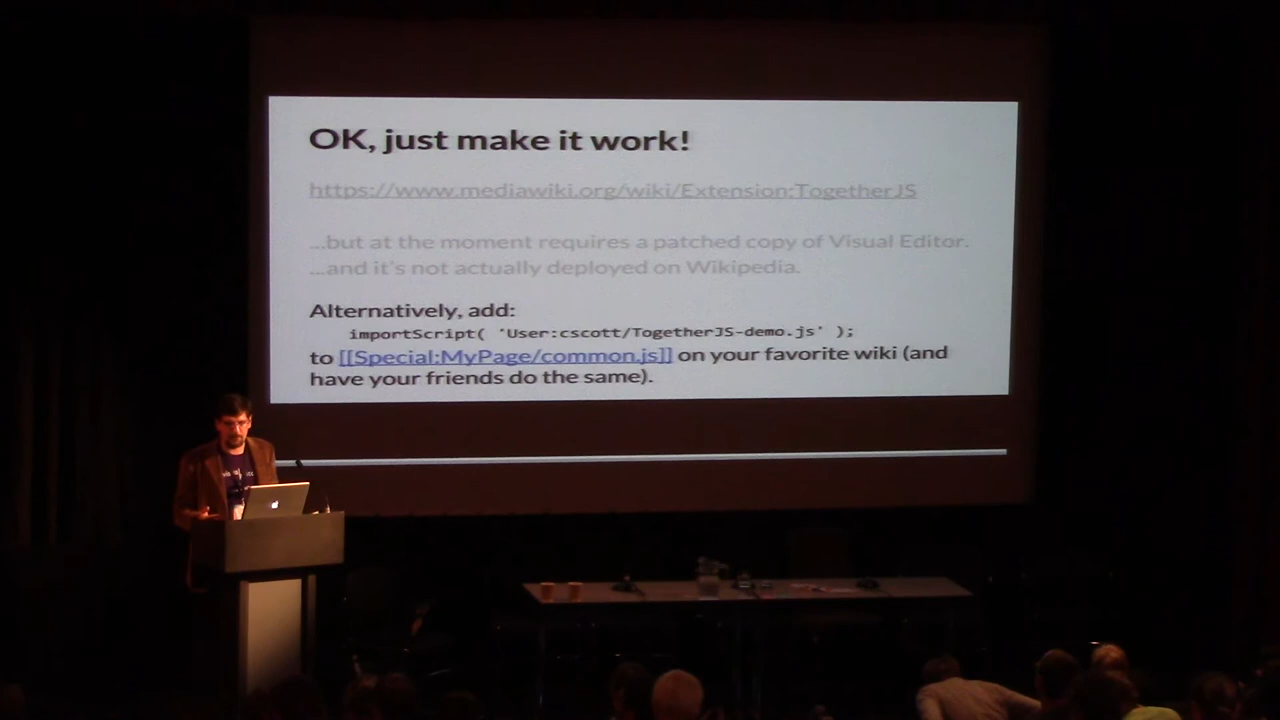 OK, just make it work!
https://www.mediawiki.org/wiki/Extension:TogetherJS
...but at the moment requires a patched copy of Visual Editor.
...and it's not actually deployed on Wikipedia.
Alternatively, add:
importScript( 'User:cscott/TogetherJS-demo.js' );
to [[Special:MyPage/common.js]] on your favorite wiki (and
have your friends do the same).